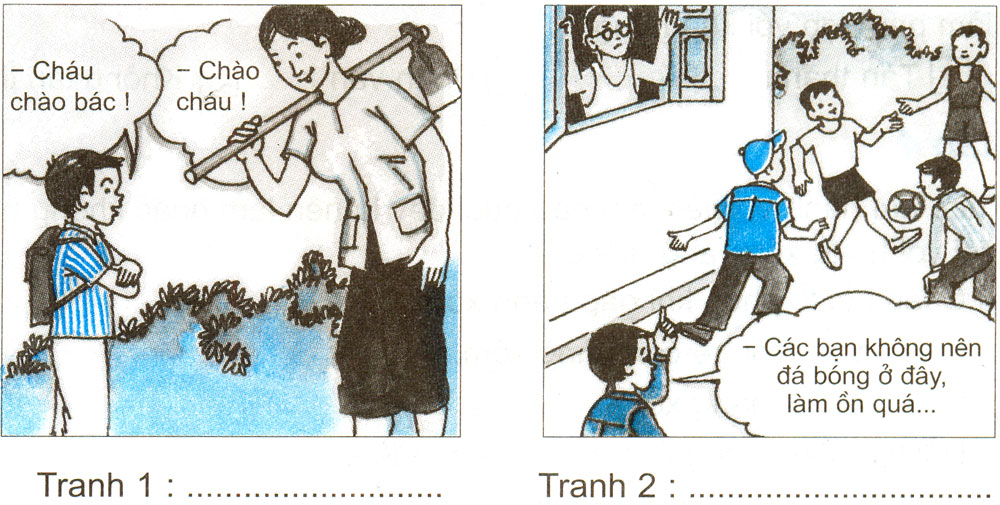 – Cháu
chào bác !
– Chào
cháu !
– Các bạn không nên
đá bóng ở đây,
làm ồn quá...
Tranh 1 : ............................
Tranh 2 : ................................